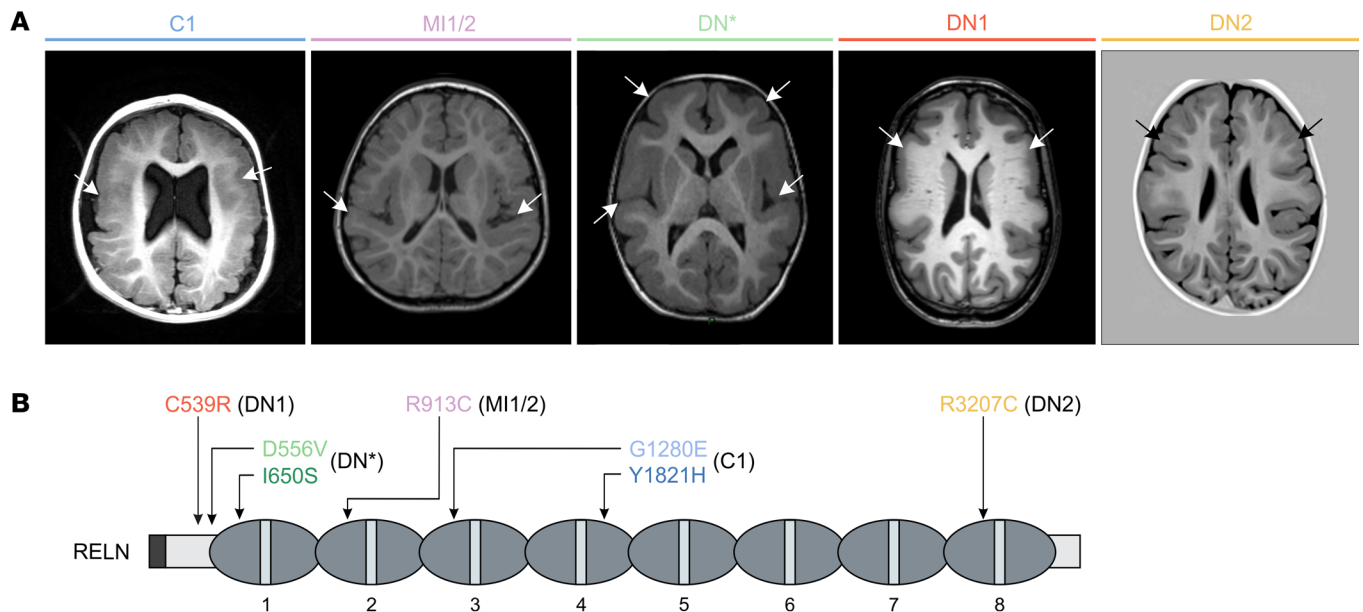 A
C1 MI1/2 DN* DN1 DN2
B
C539R (DN1) R913C (MI1/2) R3207C (DN2)
D556V
I650S
(DN*)
G1280E
Y1821H
(C1)
RELN
1 2 3 4 5 6 7 8